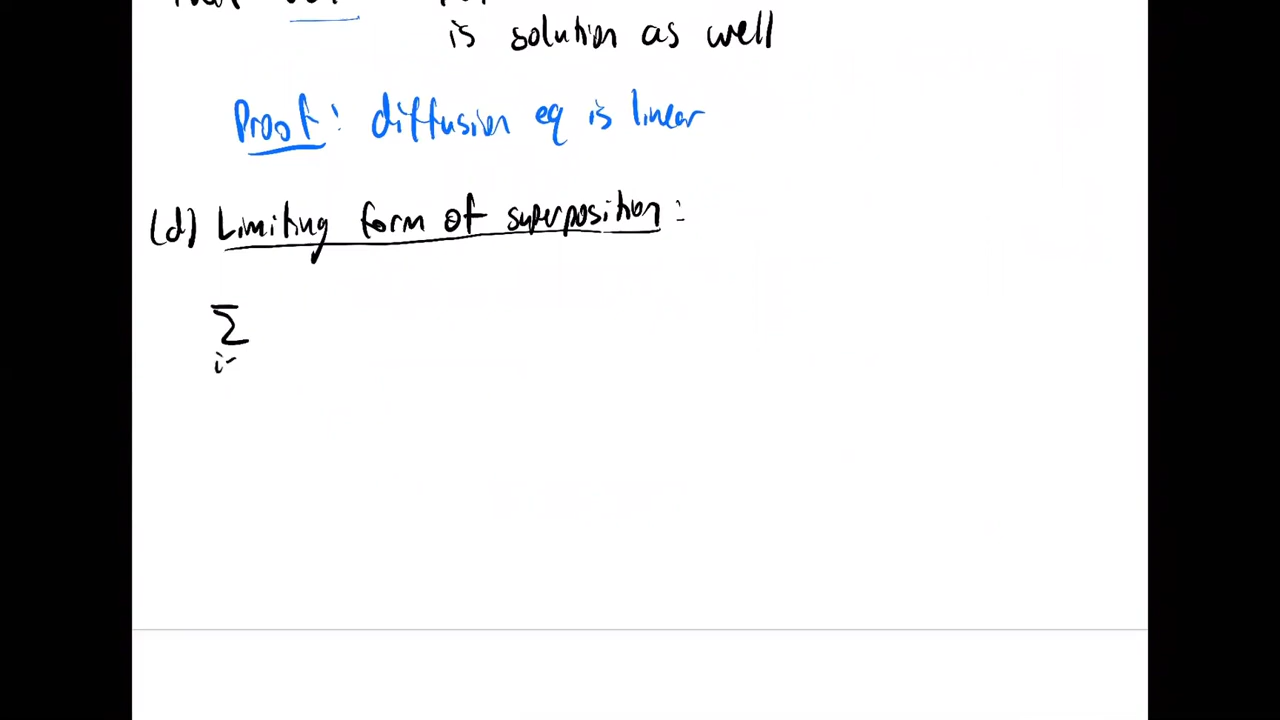 is solution as well
Proof: diffusion eq is linear
(d) Limiting form of superposition:
Σ
i-